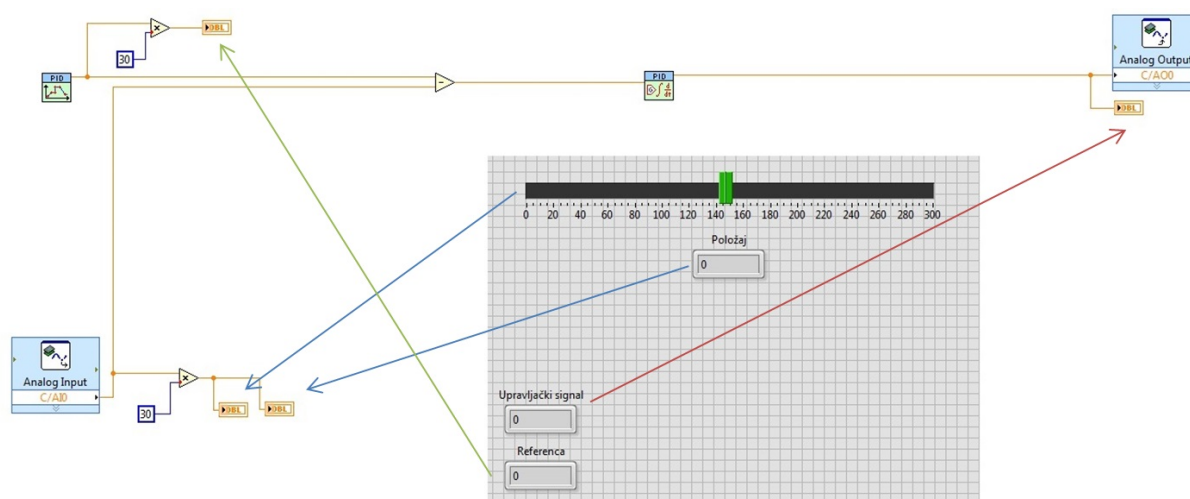 DBL
30
PID
PID
Analog Output
C/AO0
DBL
0 20 40 60 80 100 120 140 160 180 200 220 240 260 280 300
Položaj
0
Analog Input
C/AI0
30
DBL
DBL
Upravljački signal
0
Referenca
0